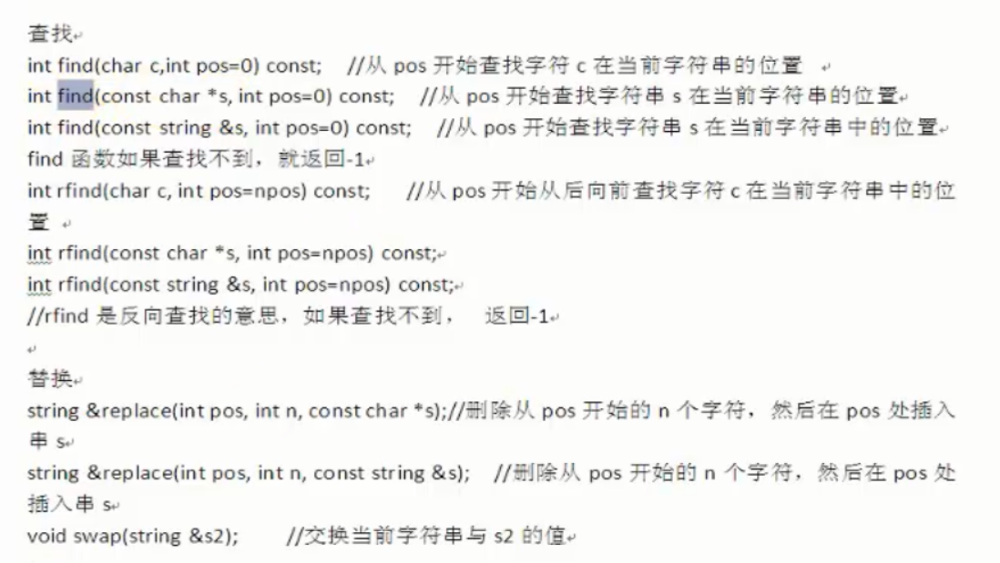 查找
int find(char c,int pos=0) const; //从 pos 开始查找字符 c 在当前字符串的位置
int find(const char *s, int pos=0) const; //从 pos 开始查找字符串 s 在当前字符串的位置
int find(const string &s, int pos=0) const; //从 pos 开始查找字符串 s 在当前字符串中的位置
find 函数如果查找不到，就返回-1
int rfind(char c, int pos=npos) const; //从 pos 开始从后向前查找字符 c 在当前字符串中的位
置
int rfind(const char *s, int pos=npos) const;
int rfind(const string &s, int pos=npos) const;
//rfind 是反向查找的意思，如果查找不到， 返回-1
替换
string &replace(int pos, int n, const char *s);//删除从 pos 开始的 n 个字符，然后在 pos 处插入
串 s
string &replace(int pos, int n, const string &s); //删除从 pos 开始的 n 个字符，然后在 pos 处
插入串 s
void swap(string &s2); //交换当前字符串与 s2 的值